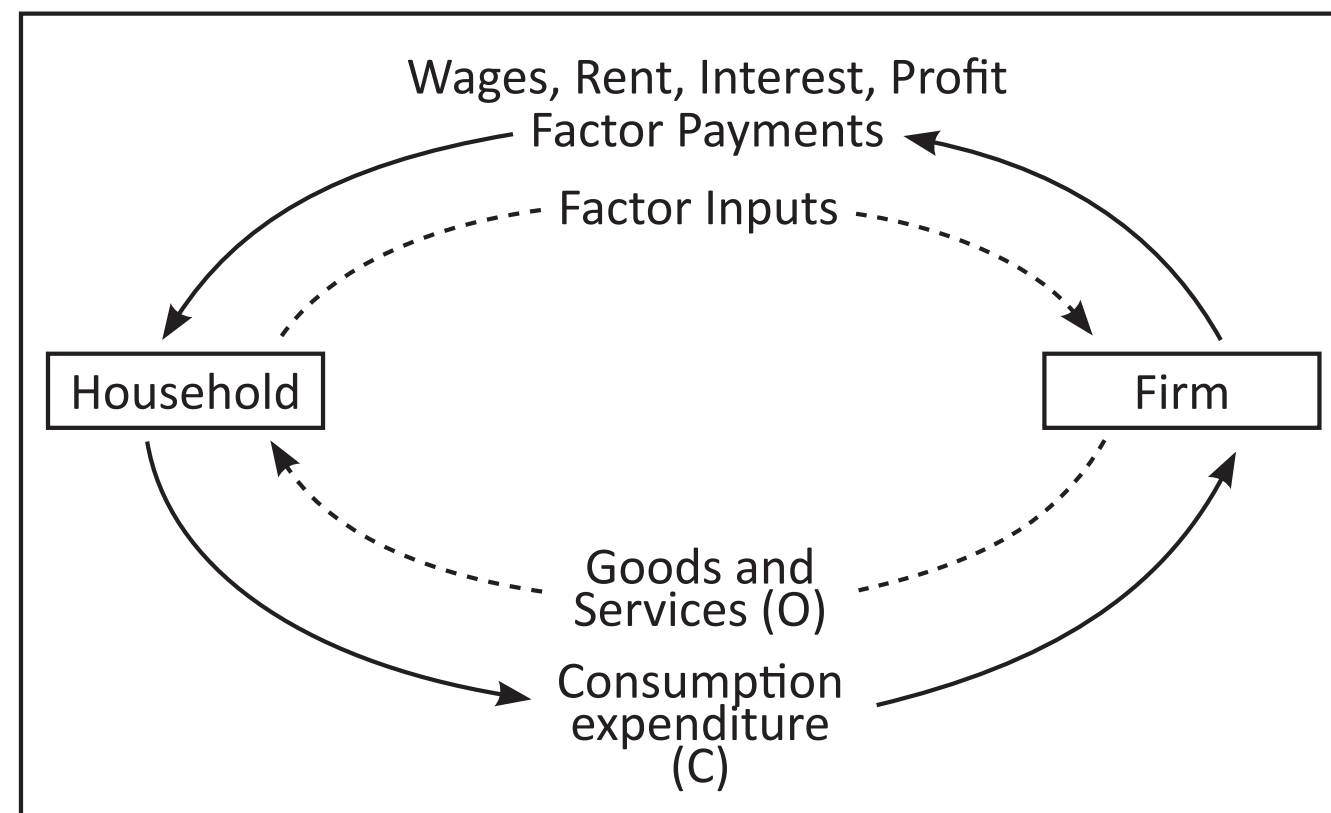 Wages, Rent, Interest, Profit
Factor Payments
Factor Inputs
Household
Firm
Goods and
Services (O)
Consumption
expenditure
(C)